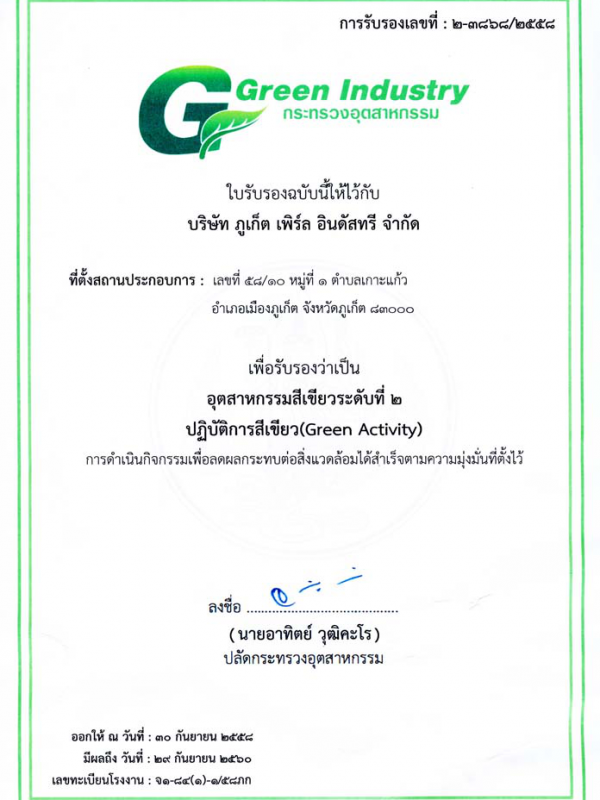 การรับรองเลขที่ : ๒-๓๘๖๘/๒๕๕๘
Green Industry
กระทรวงอุตสาหกรรม
ใบรับรองฉบับนี้ให้ไว้กับ
บริษัท ภูเก็ต เพิร์ล อินดัสทรี จำกัด
ที่ตั้งสถานประกอบการ : เลขที่ ๕๘/๑๐ หมู่ที่ ๑ ตำบลเกาะแก้ว
อำเภอเมืองภูเก็ต จังหวัดภูเก็ต ๘๓๐๐๐
เพื่อรับรองว่าเป็น
อุตสาหกรรมสีเขียวระดับที่ ๒
ปฏิบัติการสีเขียว(Green Activity)
การดำเนินกิจกรรมเพื่อลดผลกระทบต่อสิ่งแวดล้อมได้สำเร็จตามความมุ่งมั่นที่ตั้งไว้
ลงชื่อ .......................................
(นายอาทิตย์ วุฒิคะโร)
ปลัดกระทรวงอุตสาหกรรม
ออกให้ ณ วันที่ : ๓๐ กันยายน ๒๕๕๘
มีผลถึง วันที่ : ๒๙ กันยายน ๒๕๖๐
เลขทะเบียนโรงงาน : จ๑-๘๔(๑)-๑/๕๘ภก